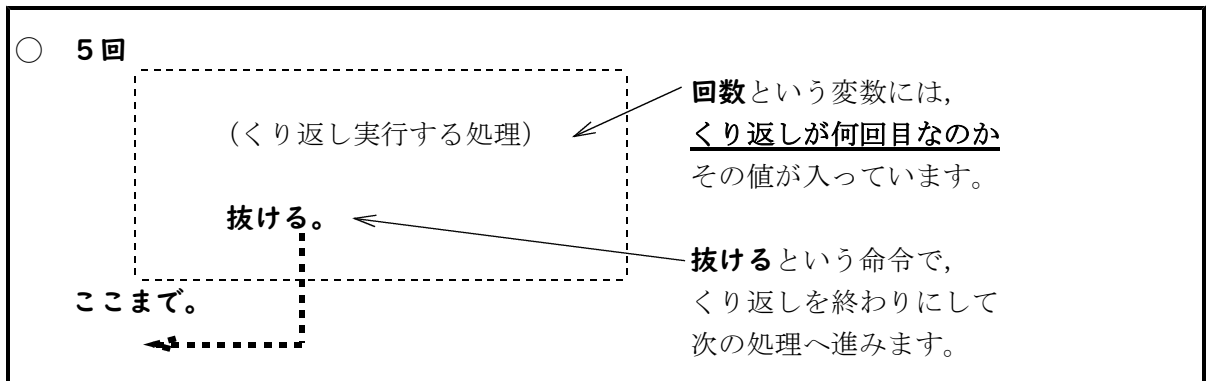 ○ 5回
(くり返し実行する処理)
抜ける。
ここまで。
回数という変数には,
くり返しが何回目なのか
その値が入っています。
抜けるという命令で,
くり返しを終わりにして
次の処理へ進みます。